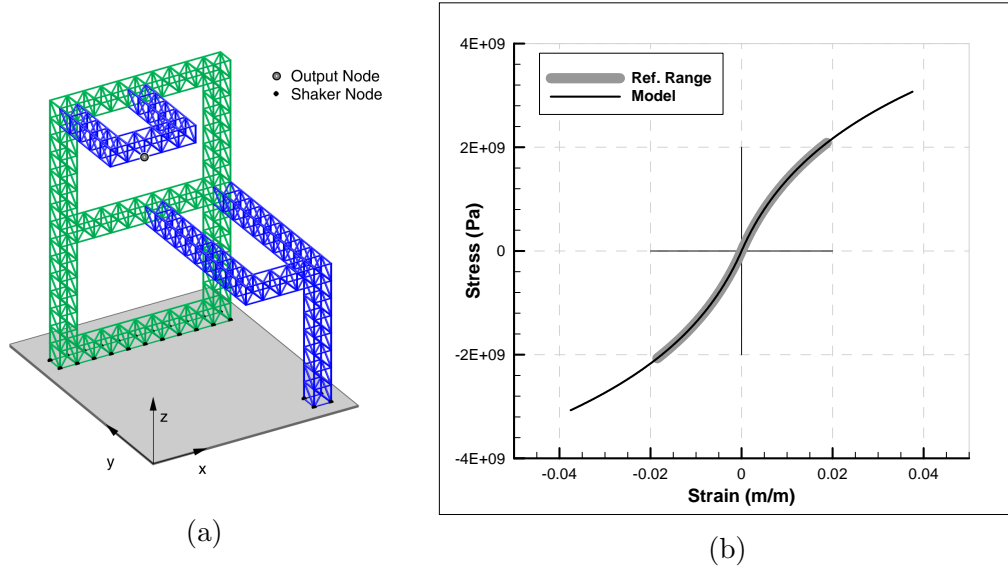 Output Node
Shaker Node
z
y
x
(a)
4E+09
2E+09
0
-2E+09
-4E+09
Stress (Pa)
Ref. Range
Model
-0.04
-0.02
0
0.02
0.04
Strain (m/m)
(b)